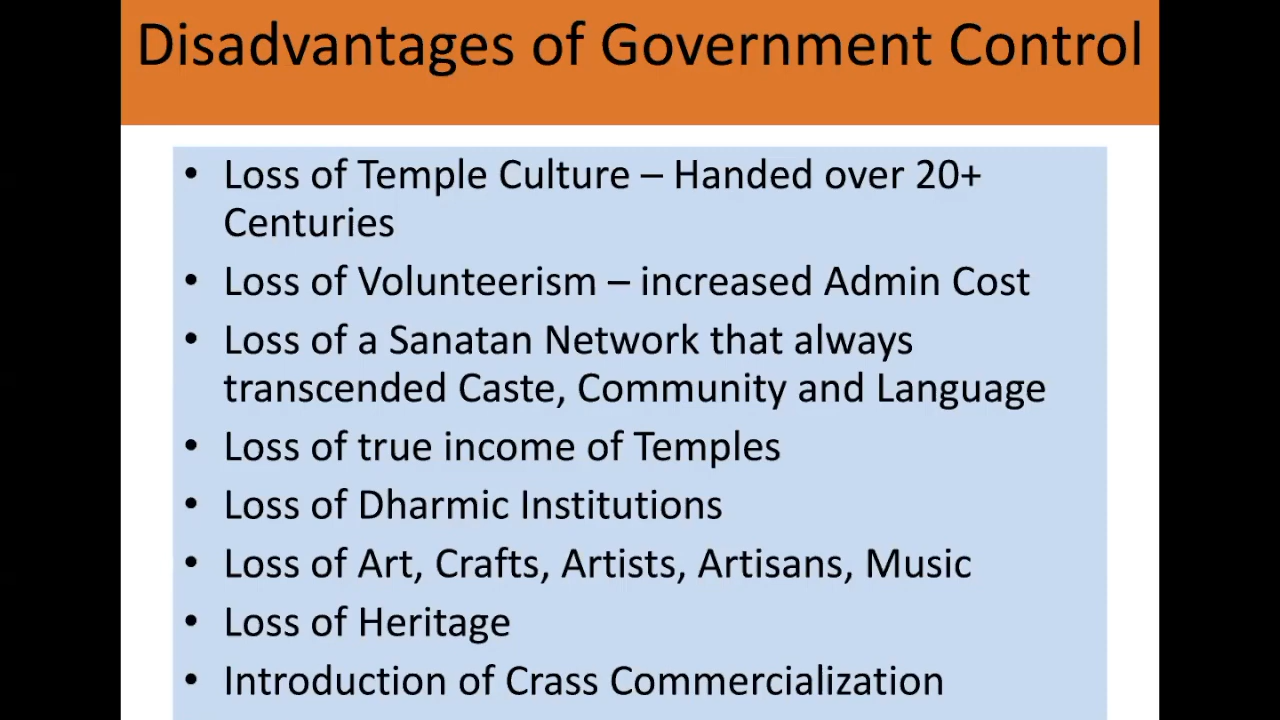 Disadvantages of Government Control
• Loss of Temple Culture – Handed over 20+
Centuries
• Loss of Volunteerism – increased Admin Cost
• Loss of a Sanatan Network that always
transcended Caste, Community and Language
• Loss of true income of Temples
• Loss of Dharmic Institutions
• Loss of Art, Crafts, Artists, Artisans, Music
• Loss of Heritage
• Introduction of Crass Commercialization